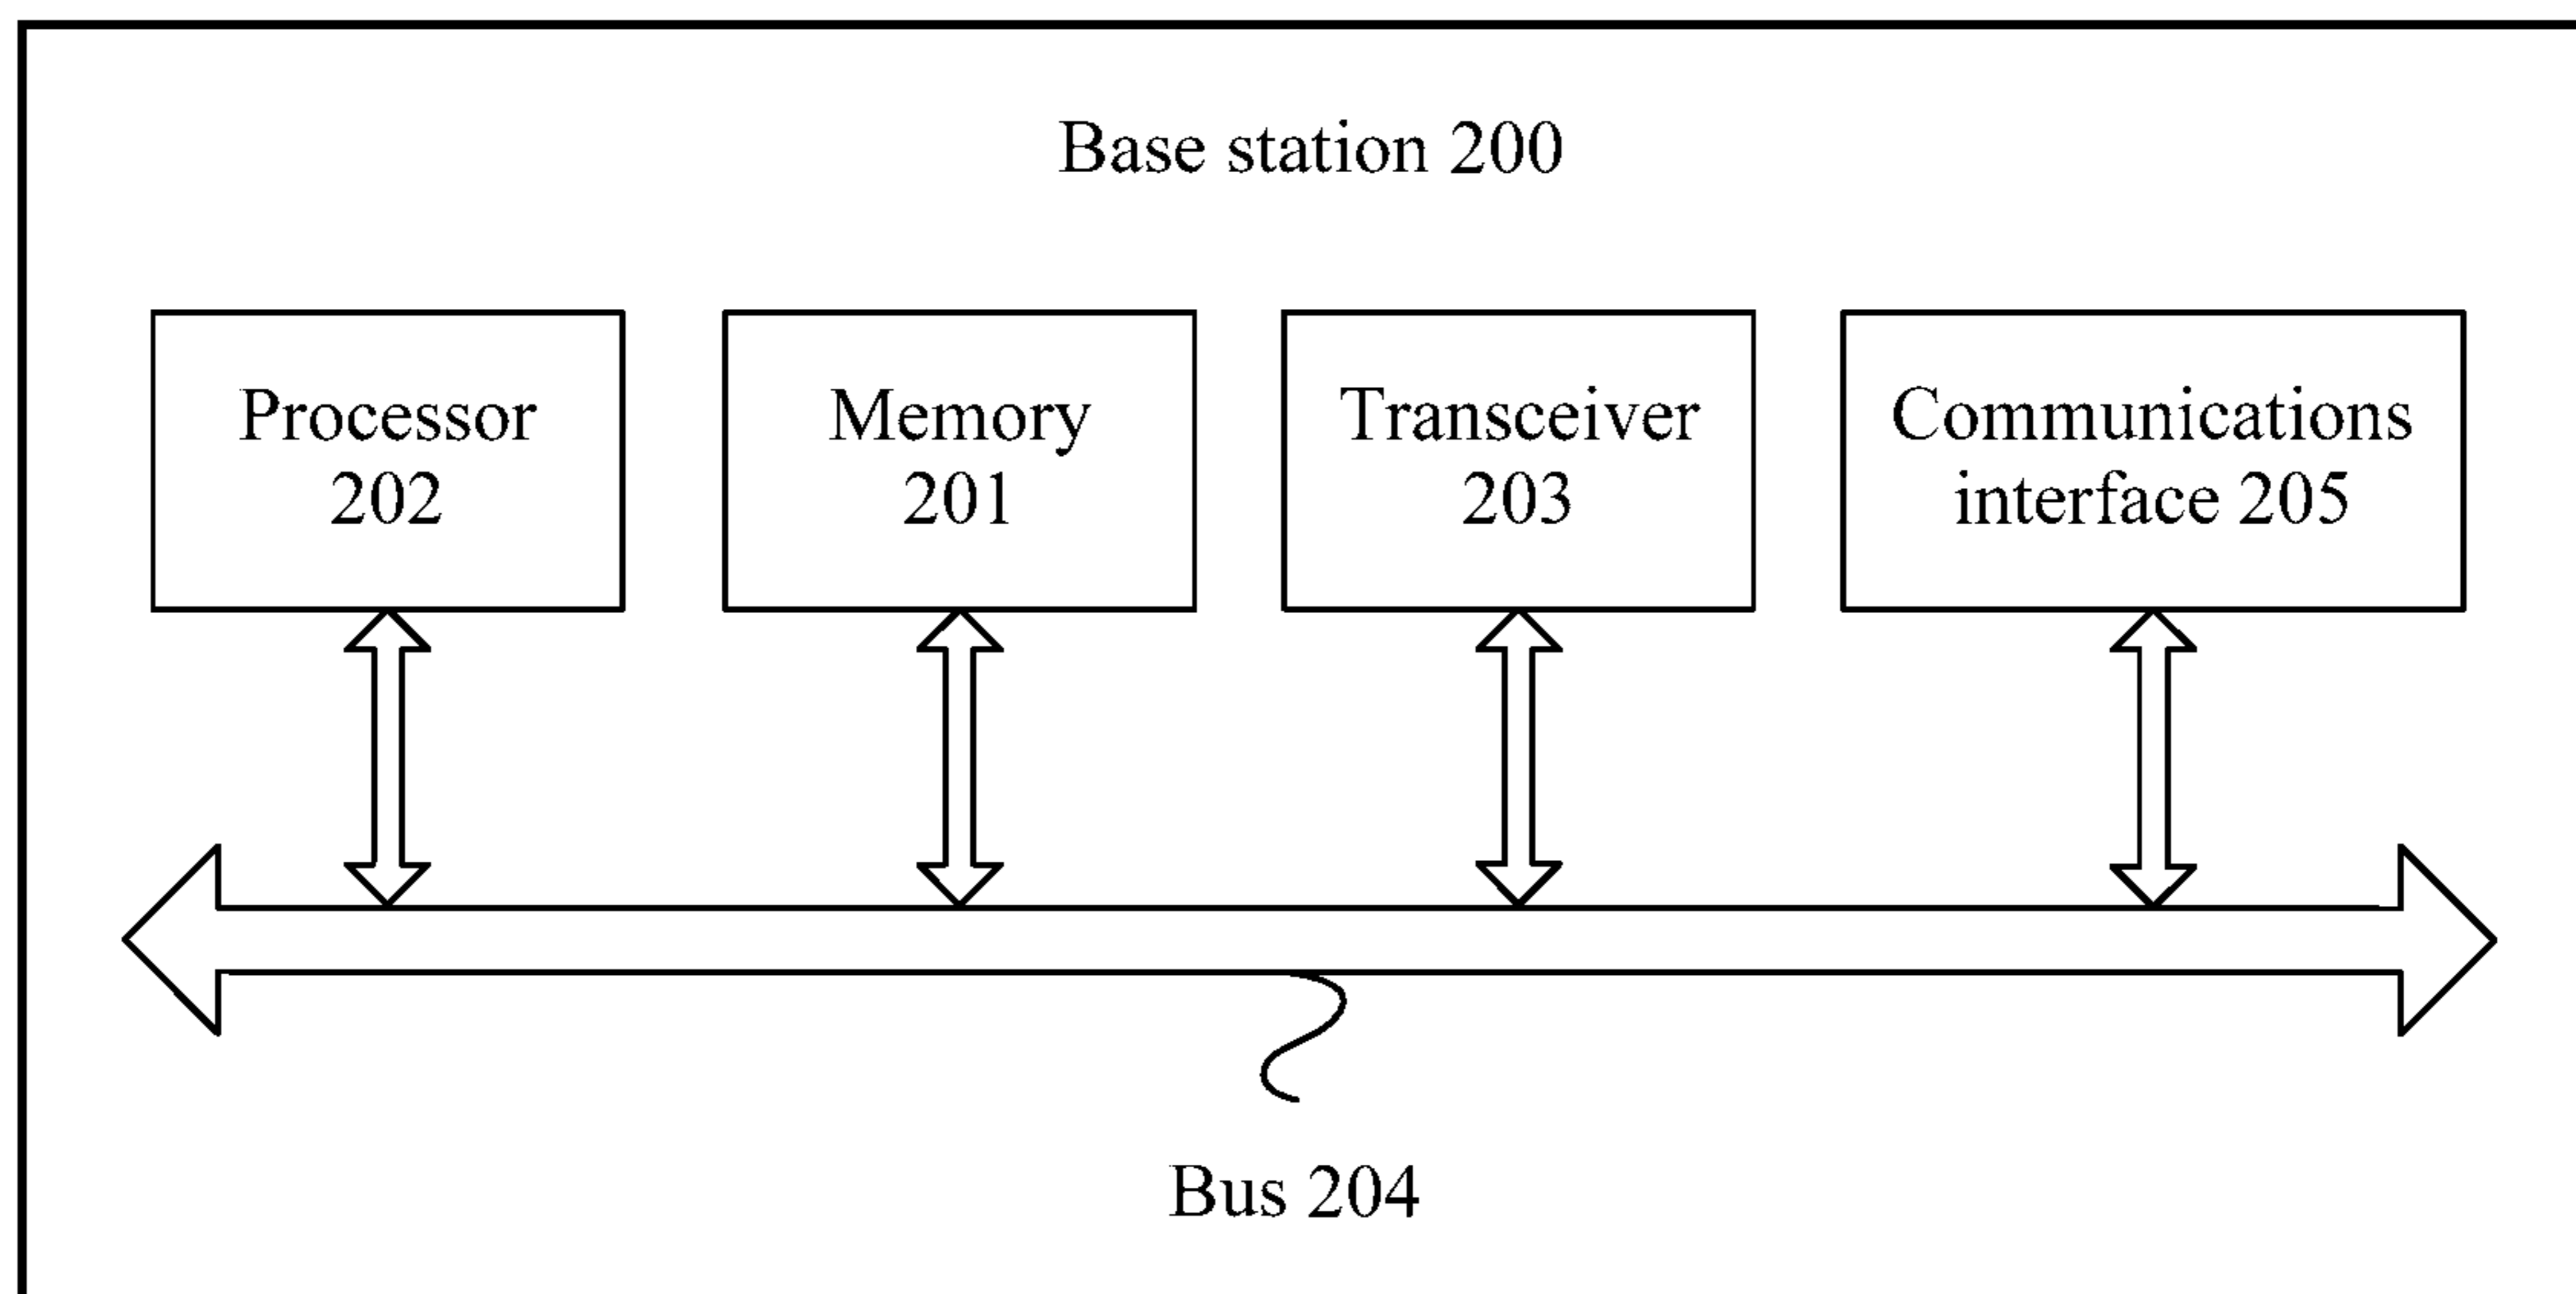 Base station 200
Processor
202
Memory
201
Transceiver
203
Communications
interface 205
Bus 204